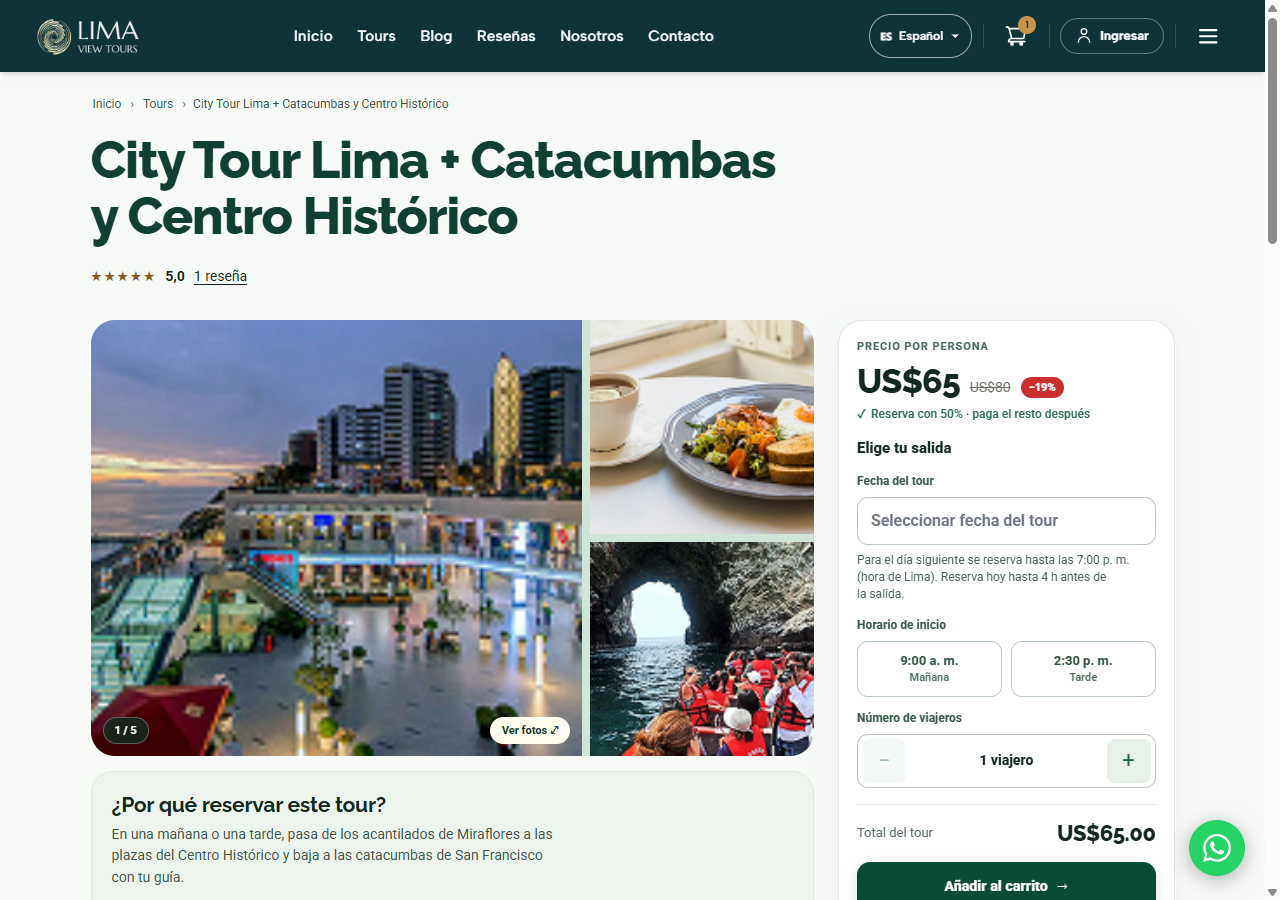 LIMA
VIEW TOURS
Inicio
Tours
Blog
Reseñas
Nosotros
Contacto
ES Español
1
Ingresar
Inicio › Tours › City Tour Lima + Catacumbas y Centro Histórico
City Tour Lima + Catacumbas
y Centro Histórico
★★★★★ 5,0 1 reseña
1 / 5
Ver fotos
¿Por qué reservar este tour?
En una mañana o una tarde, pasa de los acantilados de Miraflores a las
plazas del Centro Histórico y baja a las catacumbas de San Francisco
con tu guía.
PRECIO POR PERSONA
US$65 US$80 −19%
✓ Reserva con 50% · paga el resto después
Elige tu salida
Fecha del tour
Seleccionar fecha del tour
Para el día siguiente se reserva hasta las 7:00 p. m.
(hora de Lima). Reserva hoy hasta 4 h antes de
la salida.
Horario de inicio
9:00 a. m.
Mañana
2:30 p. m.
Tarde
Número de viajeros
− 1 viajero +
Total del tour US$65.00
Añadir al carrito →